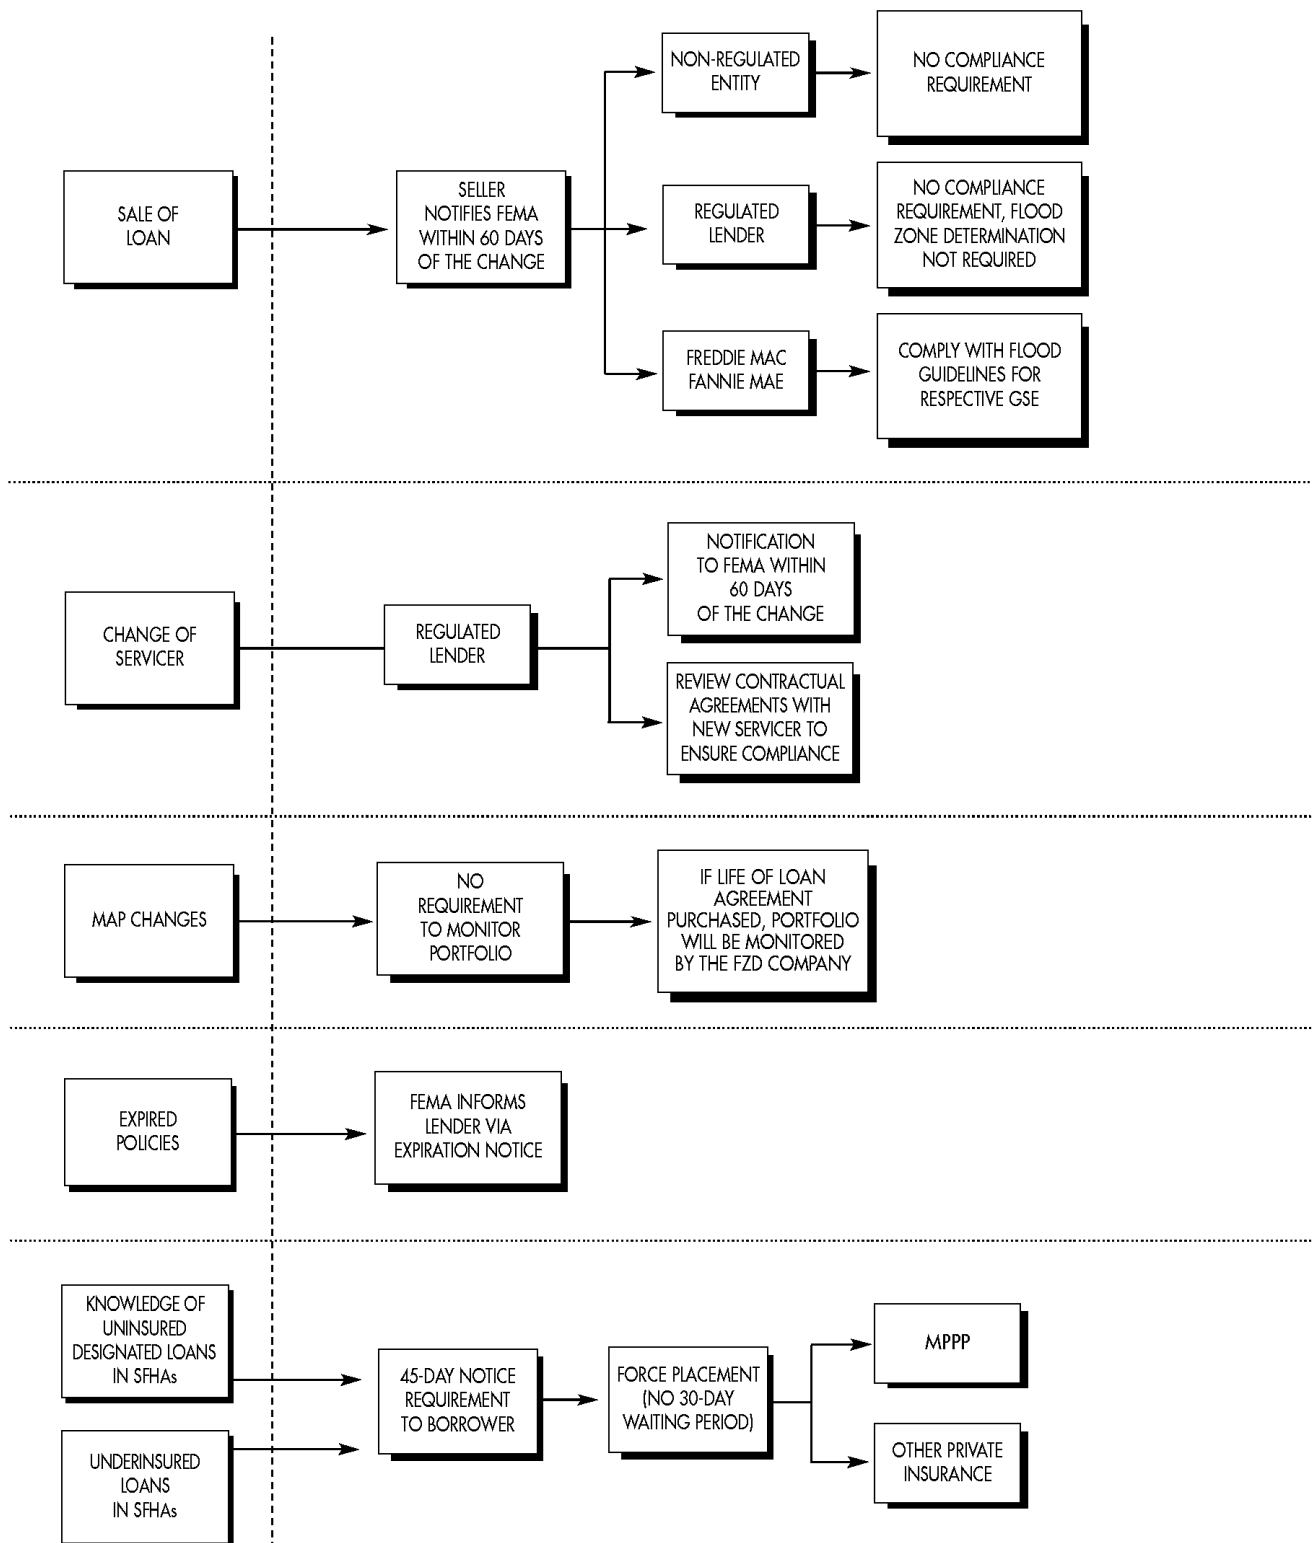 SALE OF
LOAN
SELLER
NOTIFIES FEMA
WITHIN 60 DAYS
OF THE CHANGE
NON-REGULATED
ENTITY
NO COMPLIANCE
REQUIREMENT
REGULATED
LENDER
NO COMPLIANCE
REQUIREMENT, FLOOD
ZONE DETERMINATION
NOT REQUIRED
FREDDIE MAC
FANNIE MAE
COMPLY WITH FLOOD
GUIDELINES FOR
RESPECTIVE GSE
CHANGE OF
SERVICER
REGULATED
LENDER
NOTIFICATION
TO FEMA WITHIN
60 DAYS
OF THE CHANGE
REVIEW CONTRACTUAL
AGREEMENTS WITH
NEW SERVICER TO
ENSURE COMPLIANCE
MAP CHANGES
NO
REQUIREMENT
TO MONITOR
PORTFOLIO
IF LIFE OF LOAN
AGREEMENT
PURCHASED, PORTFOLIO
WILL BE MONITORED
BY THE FZD COMPANY
EXPIRED
POLICIES
FEMA INFORMS
LENDER VIA
EXPIRATION NOTICE
KNOWLEDGE OF
UNINSURED
DESIGNATED LOANS
IN SFHAs
UNDERINSURED
LOANS
IN SFHAs
45-DAY NOTICE
REQUIREMENT
TO BORROWER
FORCE PLACEMENT
(NO 30-DAY
WAITING PERIOD)
MPPP
OTHER PRIVATE
INSURANCE